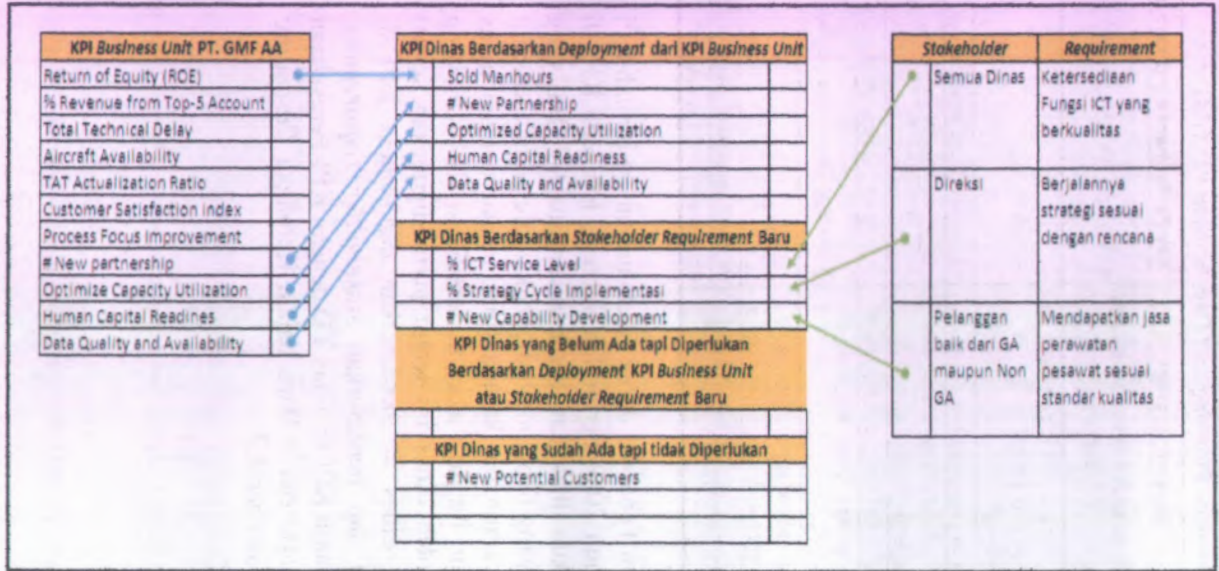 KPI Business Unit PT. GMF AA
Return of Equity (ROE)
% Revenue from Top-5 Account
Total Technical Delay
Aircraft Availability
TAT Actualization Ratio
Customer Satisfaction Index
Process Focus Improvement
# New partnership
Optimize Capacity Utilization
Human Capital Readines
Data Quality and Availability
KPI Dinas Berdasarkan Deployment dari KPI Business Unit
Sold Manhours
# New Partnership
Optimized Capacity Utilization
Human Capital Readiness
Data Quality and Availability
KPI Dinas Berdasarkan Stakeholder Requirement Baru
% ICT Service Level
% Strategy Cycle Implementasi
# New Capability Development
KPI Dinas yang Belum Ada tapi Diperlukan
Berdasarkan Deployment KPI Business Unit
atau Stakeholder Requirement Baru
KPI Dinas yang Sudah Ada tapi tidak Diperlukan
# New Potential Customers
Stakeholder Requirement
Semua Dinas Ketersediaan
Fungsi ICT yang
berkualitas
Direksi Berjalannya
strategi sesuai
dengan rencana
Pelanggan Mendapatkan jasa
baik dari GA perawatan
maupun Non pesawat sesuai
GA standar kualitas